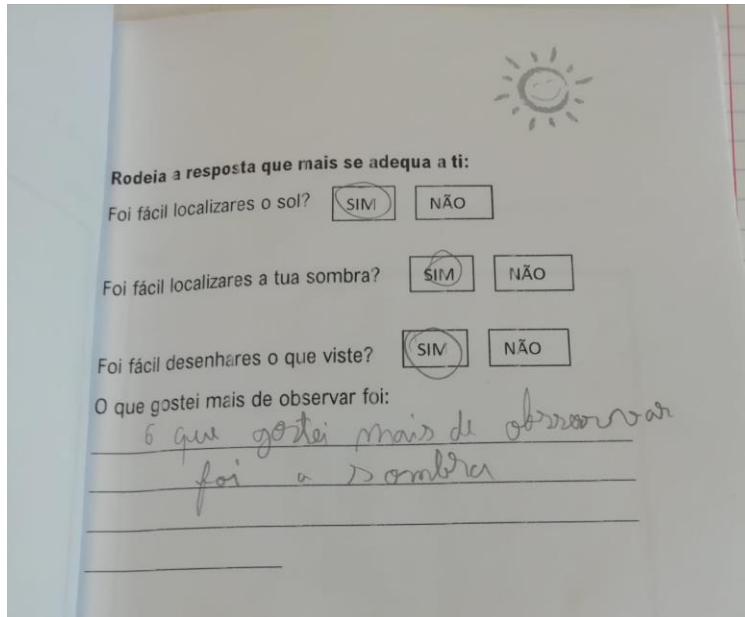 Rodeia a resposta que mais se adequa a ti:
Foi fácil localizares o sol? SIM NÃO
Foi fácil localizares a tua sombra? SIM NÃO
Foi fácil desenhares o que viste? SIM NÃO
O que gostei mais de observar foi:
O que gostei mais de obserorvar
foi a sombra